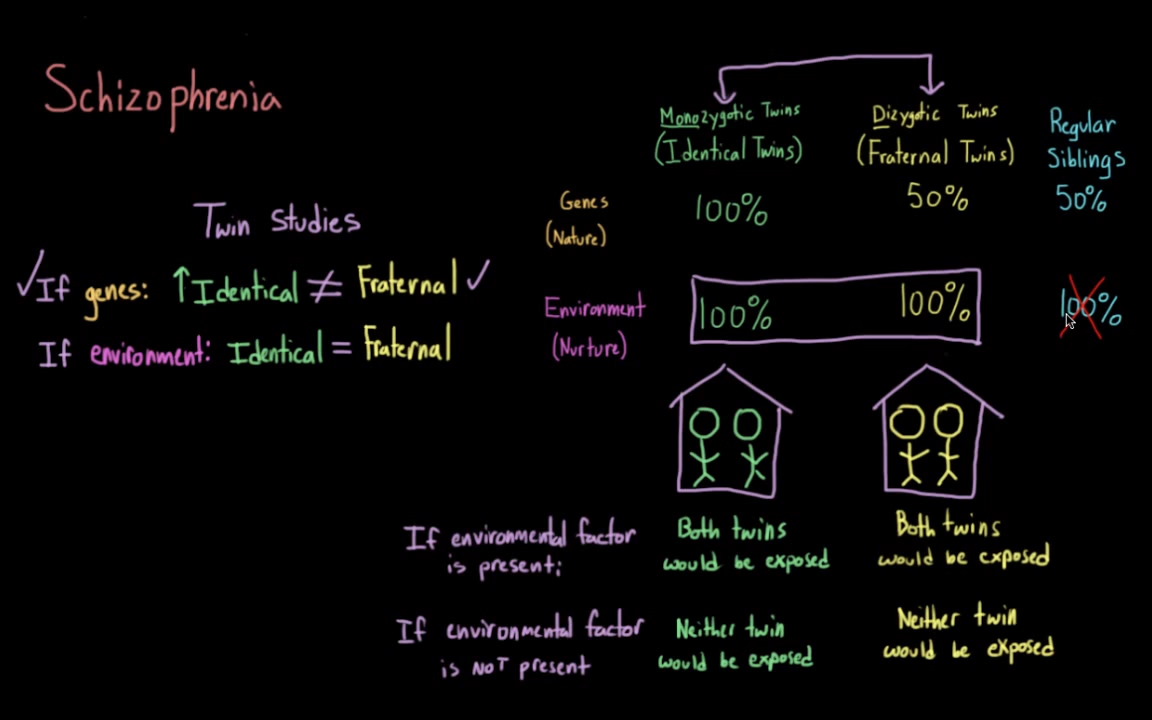 Schizophrenia
Monozygotic Twins
(Identical Twins)
Dizygotic Twins
(Fraternal Twins)
Regular
Siblings
Genes
(Nature)
100%
50%
50%
Twin Studies
✓If genes: ↑Identical ≠ Fraternal ✓
If environment: Identical = Fraternal
Environment
(Nurture)
100%
100%
100%
If environmental factor
is present:
Both twins
would be exposed
Both twins
would be exposed
If environmental factor
is NOT present
Neither twin
would be exposed
Neither twin
would be exposed